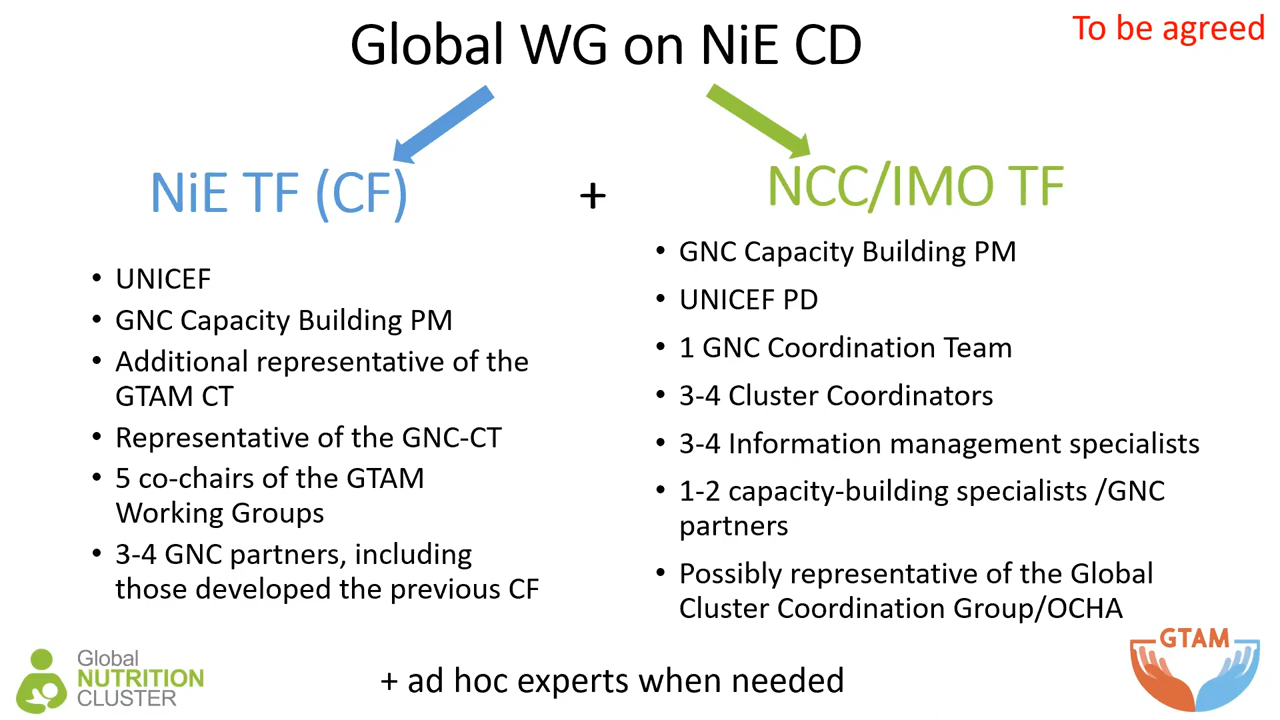 Global WG on NiE CD
To be agreed
NiE TF (CF)
+
NCC/IMO TF
• UNICEF
• GNC Capacity Building PM
• Additional representative of the
GTAM CT
• Representative of the GNC-CT
• 5 co-chairs of the GTAM
Working Groups
• 3-4 GNC partners, including
those developed the previous CF
• GNC Capacity Building PM
• UNICEF PD
• 1 GNC Coordination Team
• 3-4 Cluster Coordinators
• 3-4 Information management specialists
• 1-2 capacity-building specialists /GNC
partners
• Possibly representative of the Global
Cluster Coordination Group/OCHA
Global
NUTRITION
CLUSTER
+ ad hoc experts when needed
GTAM